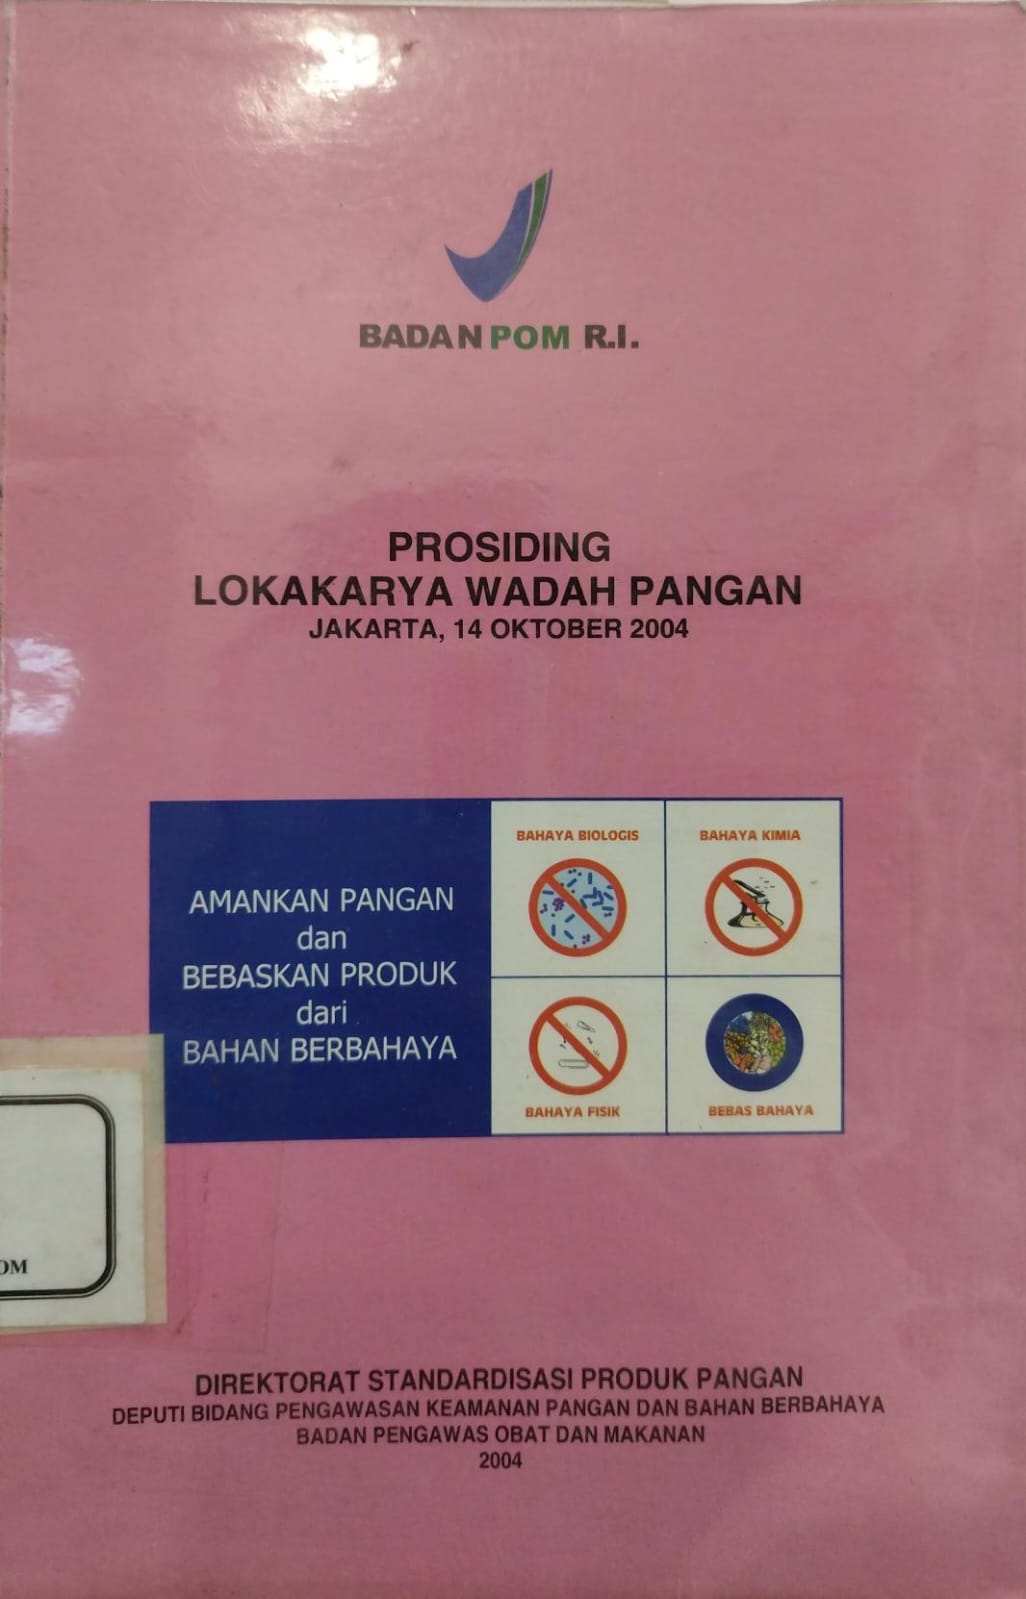 BADAN POM R.I.
PROSIDING
LOKAKARYA WADAH PANGAN
JAKARTA, 14 OKTOBER 2004
AMANKAN PANGAN
dan
BEBASKAN PRODUK
dari
BAHAN BERBAHAYA
BAHAYA BIOLOGIS
BAHAYA KIMIA
BAHAYA FISIK
BEBAS BAHAYA
OM
DIREKTORAT STANDARDISASI PRODUK PANGAN
DEPUTI BIDANG PENGAWASAN KEAMANAN PANGAN DAN BAHAN BERBAHAYA
BADAN PENGAWAS OBAT DAN MAKANAN
2004